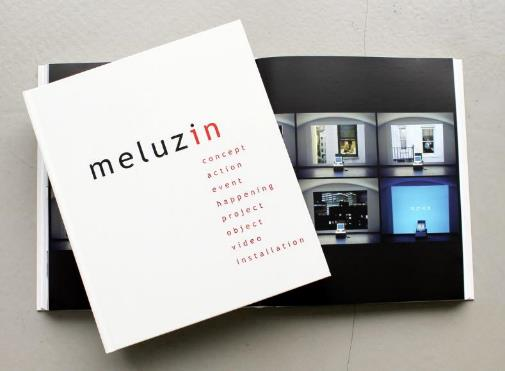 meluzin
concept
action
event
happening
project
object
video
installation